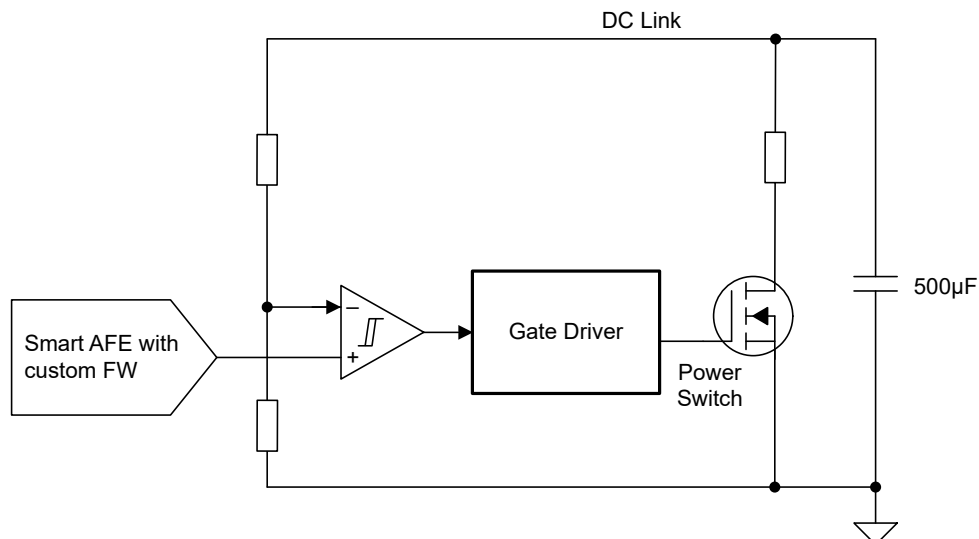 DC Link
500µF
Smart AFE with
custom FW
−
+
Gate Driver
Power
Switch